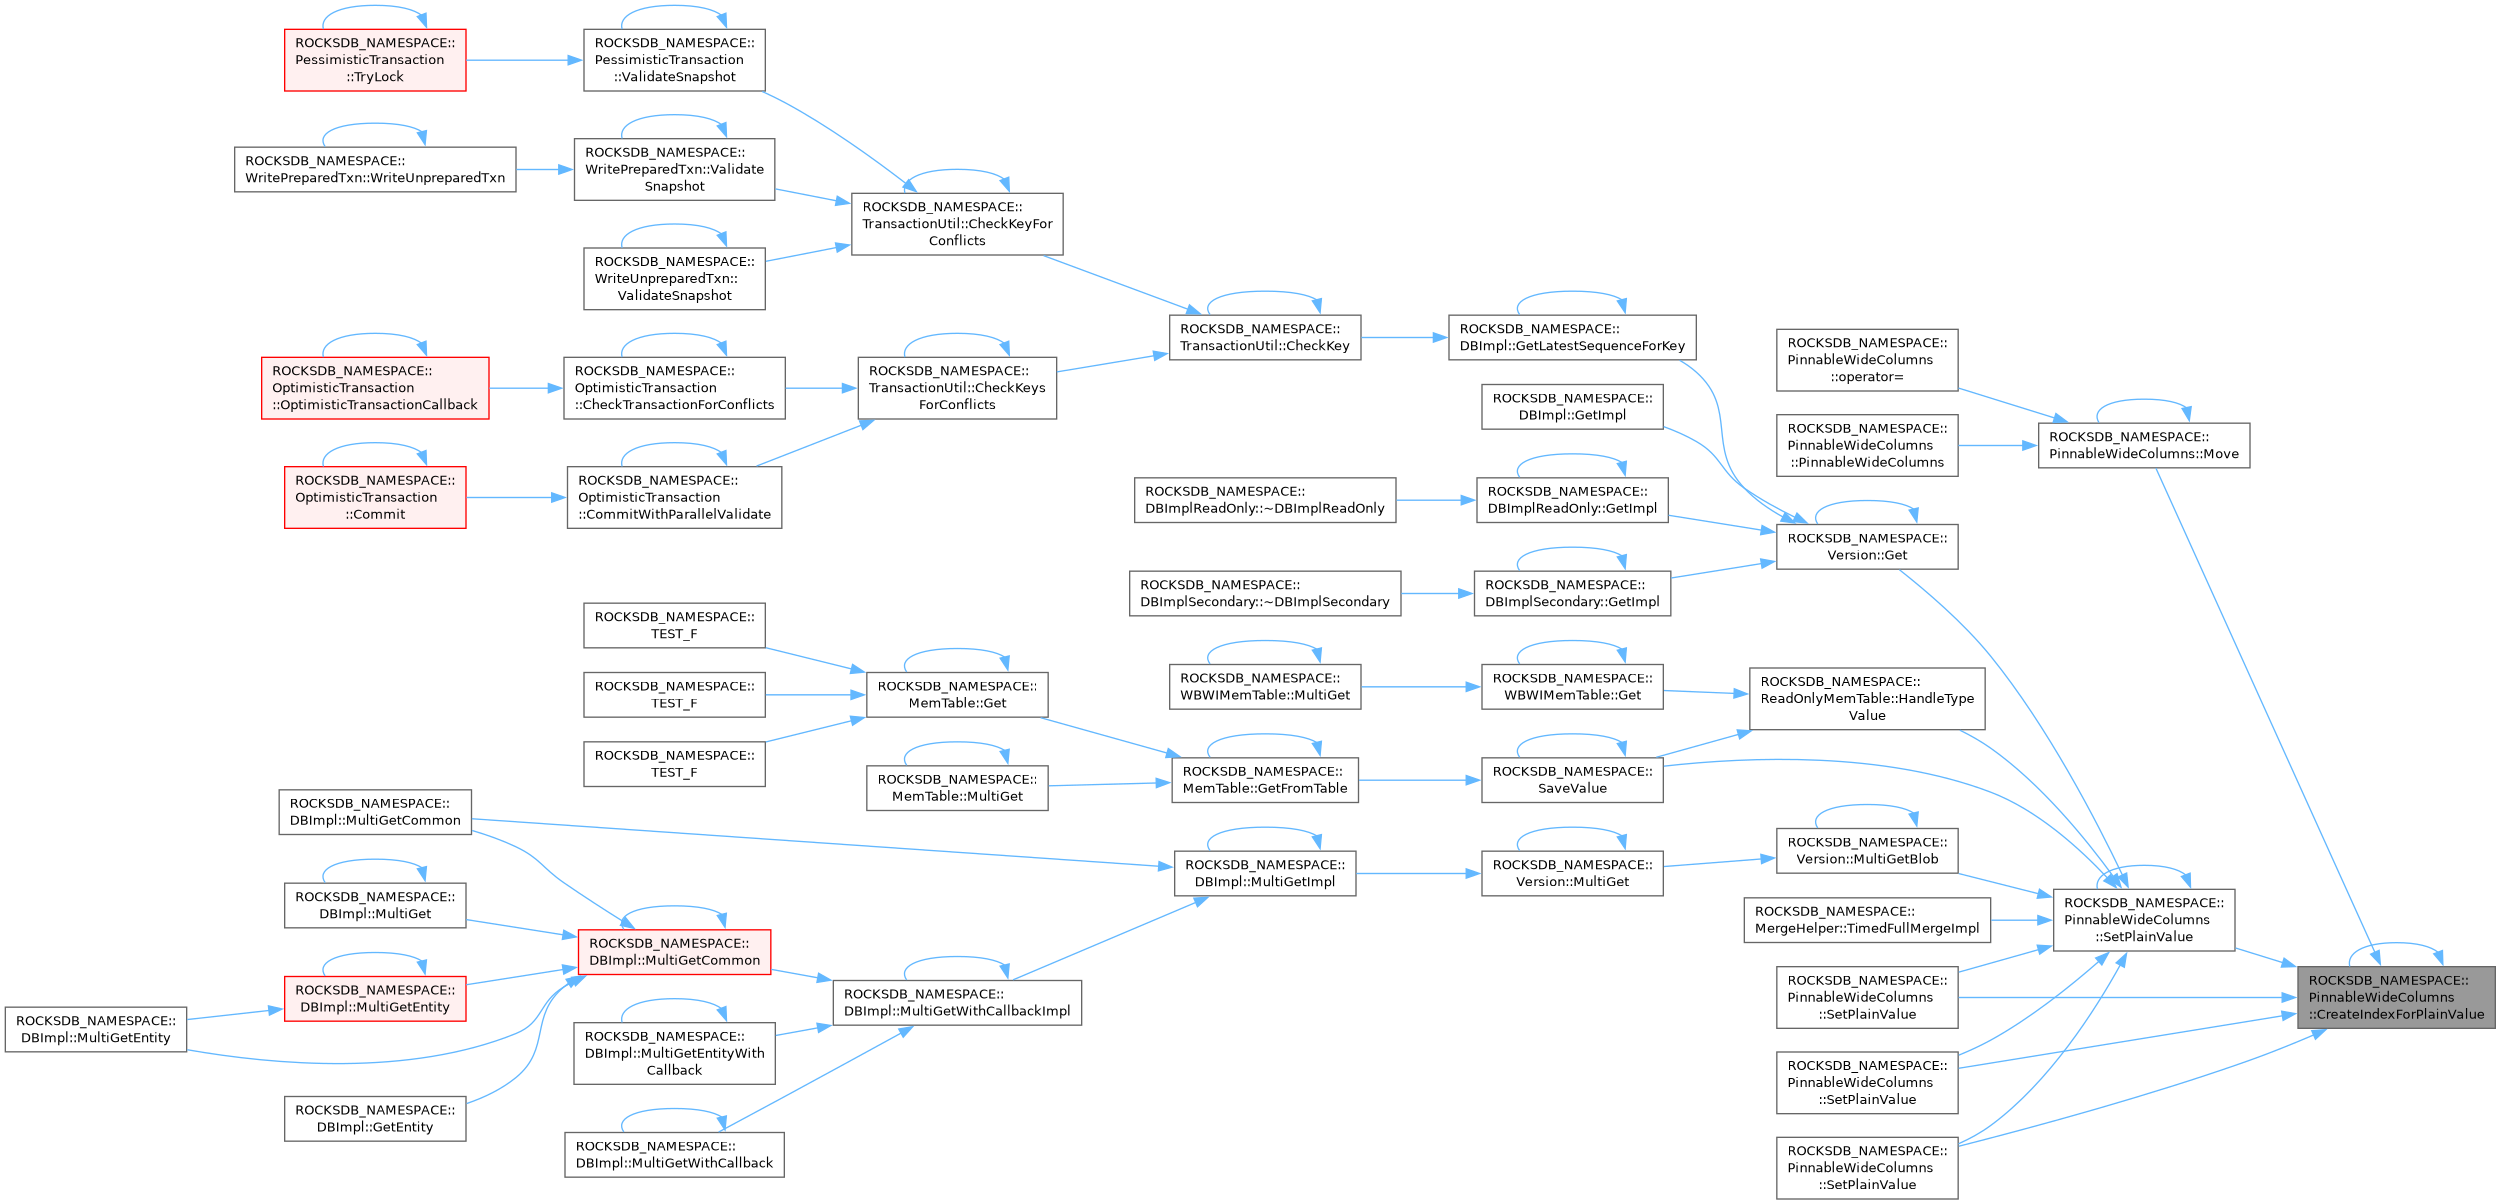 ROCKSDB_NAMESPACE::
PessimisticTransaction
::TryLock
ROCKSDB_NAMESPACE::
PessimisticTransaction
::ValidateSnapshot
ROCKSDB_NAMESPACE::
WritePreparedTxn::WriteUnpreparedTxn
ROCKSDB_NAMESPACE::
WritePreparedTxn::Validate
Snapshot
ROCKSDB_NAMESPACE::
TransactionUtil::CheckKeyFor
Conflicts
ROCKSDB_NAMESPACE::
WriteUnpreparedTxn::
ValidateSnapshot
ROCKSDB_NAMESPACE::
OptimisticTransaction
::OptimisticTransactionCallback
ROCKSDB_NAMESPACE::
OptimisticTransaction
::CheckTransactionForConflicts
ROCKSDB_NAMESPACE::
TransactionUtil::CheckKeys
ForConflicts
ROCKSDB_NAMESPACE::
TransactionUtil::CheckKey
ROCKSDB_NAMESPACE::
DBImpl::GetLatestSequenceForKey
ROCKSDB_NAMESPACE::
PinnableWideColumns
::operator=
ROCKSDB_NAMESPACE::
DBImpl::GetImpl
ROCKSDB_NAMESPACE::
PinnableWideColumns
::PinnableWideColumns
ROCKSDB_NAMESPACE::
PinnableWideColumns::Move
ROCKSDB_NAMESPACE::
OptimisticTransaction
::Commit
ROCKSDB_NAMESPACE::
OptimisticTransaction
::CommitWithParallelValidate
ROCKSDB_NAMESPACE::
DBImplReadOnly::~DBImplReadOnly
ROCKSDB_NAMESPACE::
DBImplReadOnly::GetImpl
ROCKSDB_NAMESPACE::
Version::Get
ROCKSDB_NAMESPACE::
DBImplSecondary::~DBImplSecondary
ROCKSDB_NAMESPACE::
DBImplSecondary::GetImpl
ROCKSDB_NAMESPACE::
TEST_F
ROCKSDB_NAMESPACE::
TEST_F
ROCKSDB_NAMESPACE::
TEST_F
ROCKSDB_NAMESPACE::
MemTable::Get
ROCKSDB_NAMESPACE::
WBWIMemTable::MultiGet
ROCKSDB_NAMESPACE::
WBWIMemTable::Get
ROCKSDB_NAMESPACE::
ReadOnlyMemTable::HandleType
Value
ROCKSDB_NAMESPACE::
MemTable::MultiGet
ROCKSDB_NAMESPACE::
MemTable::GetFromTable
ROCKSDB_NAMESPACE::
SaveValue
ROCKSDB_NAMESPACE::
DBImpl::MultiGetCommon
ROCKSDB_NAMESPACE::
DBImpl::MultiGetImpl
ROCKSDB_NAMESPACE::
Version::MultiGet
ROCKSDB_NAMESPACE::
Version::MultiGetBlob
ROCKSDB_NAMESPACE::
DBImpl::MultiGet
ROCKSDB_NAMESPACE::
DBImpl::MultiGetCommon
ROCKSDB_NAMESPACE::
MergeHelper::TimedFullMergeImpl
ROCKSDB_NAMESPACE::
PinnableWideColumns
::SetPlainValue
ROCKSDB_NAMESPACE::
DBImpl::MultiGetEntity
ROCKSDB_NAMESPACE::
DBImpl::MultiGetEntity
ROCKSDB_NAMESPACE::
DBImpl::MultiGetWithCallbackImpl
ROCKSDB_NAMESPACE::
PinnableWideColumns
::SetPlainValue
ROCKSDB_NAMESPACE::
PinnableWideColumns
::CreateIndexForPlainValue
ROCKSDB_NAMESPACE::
DBImpl::MultiGetEntityWith
Callback
ROCKSDB_NAMESPACE::
PinnableWideColumns
::SetPlainValue
ROCKSDB_NAMESPACE::
DBImpl::GetEntity
ROCKSDB_NAMESPACE::
DBImpl::MultiGetWithCallback
ROCKSDB_NAMESPACE::
PinnableWideColumns
::SetPlainValue